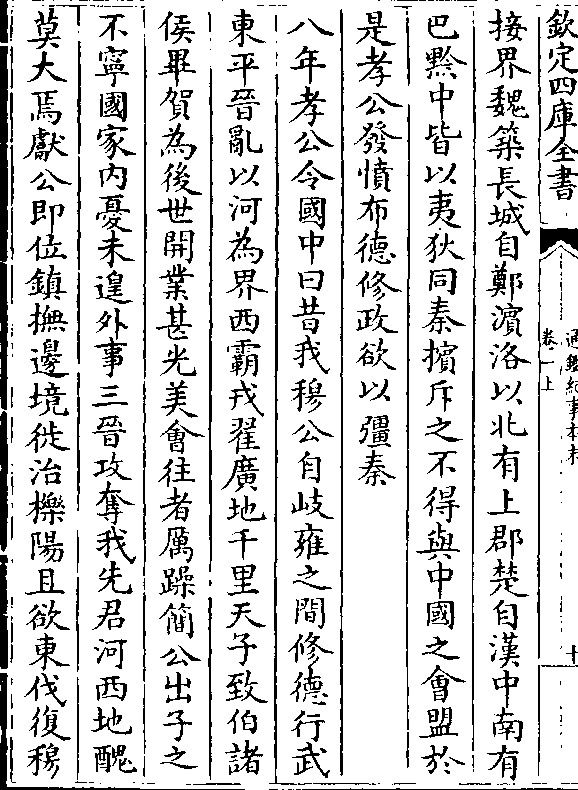 欽定四庫全書
通鑑紀事本末
卷一上
十
接界魏築長城自鄭濵洛以北有上郡楚自漢中南有
巴黔中皆以夷狄同秦擯斥之不得與中國之會盟於
是孝公發憤布德修政欲以彊秦
八年孝公令國中曰昔我穆公自岐雍之間修德行武
東平晉亂以河為界西霸戎翟廣地千里天子致伯諸
侯畢賀為後世開業甚光美會往者厲躁簡公出子之
不寧國家内憂未遑外事三晉攻奪我先君河西地醜
莫大焉獻公即位鎮撫邊境徙治櫟陽且欲東伐復穆